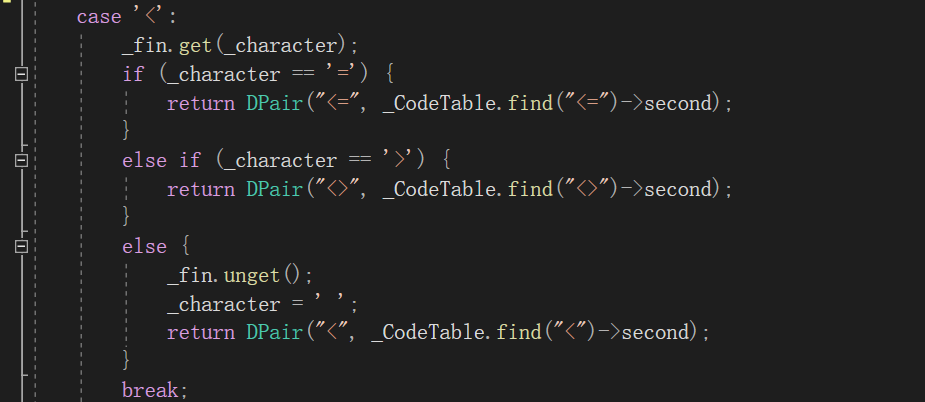 case '<':
_fin.get(_character);
if (_character == '=') {
return DPair("<=", _CodeTable.find("<=")->second);
}
else if (_character == '>') {
return DPair("<>", _CodeTable.find("<>")->second);
}
else {
_fin.unget();
_character = ' ';
return DPair("<", _CodeTable.find("<")->second);
}
break;